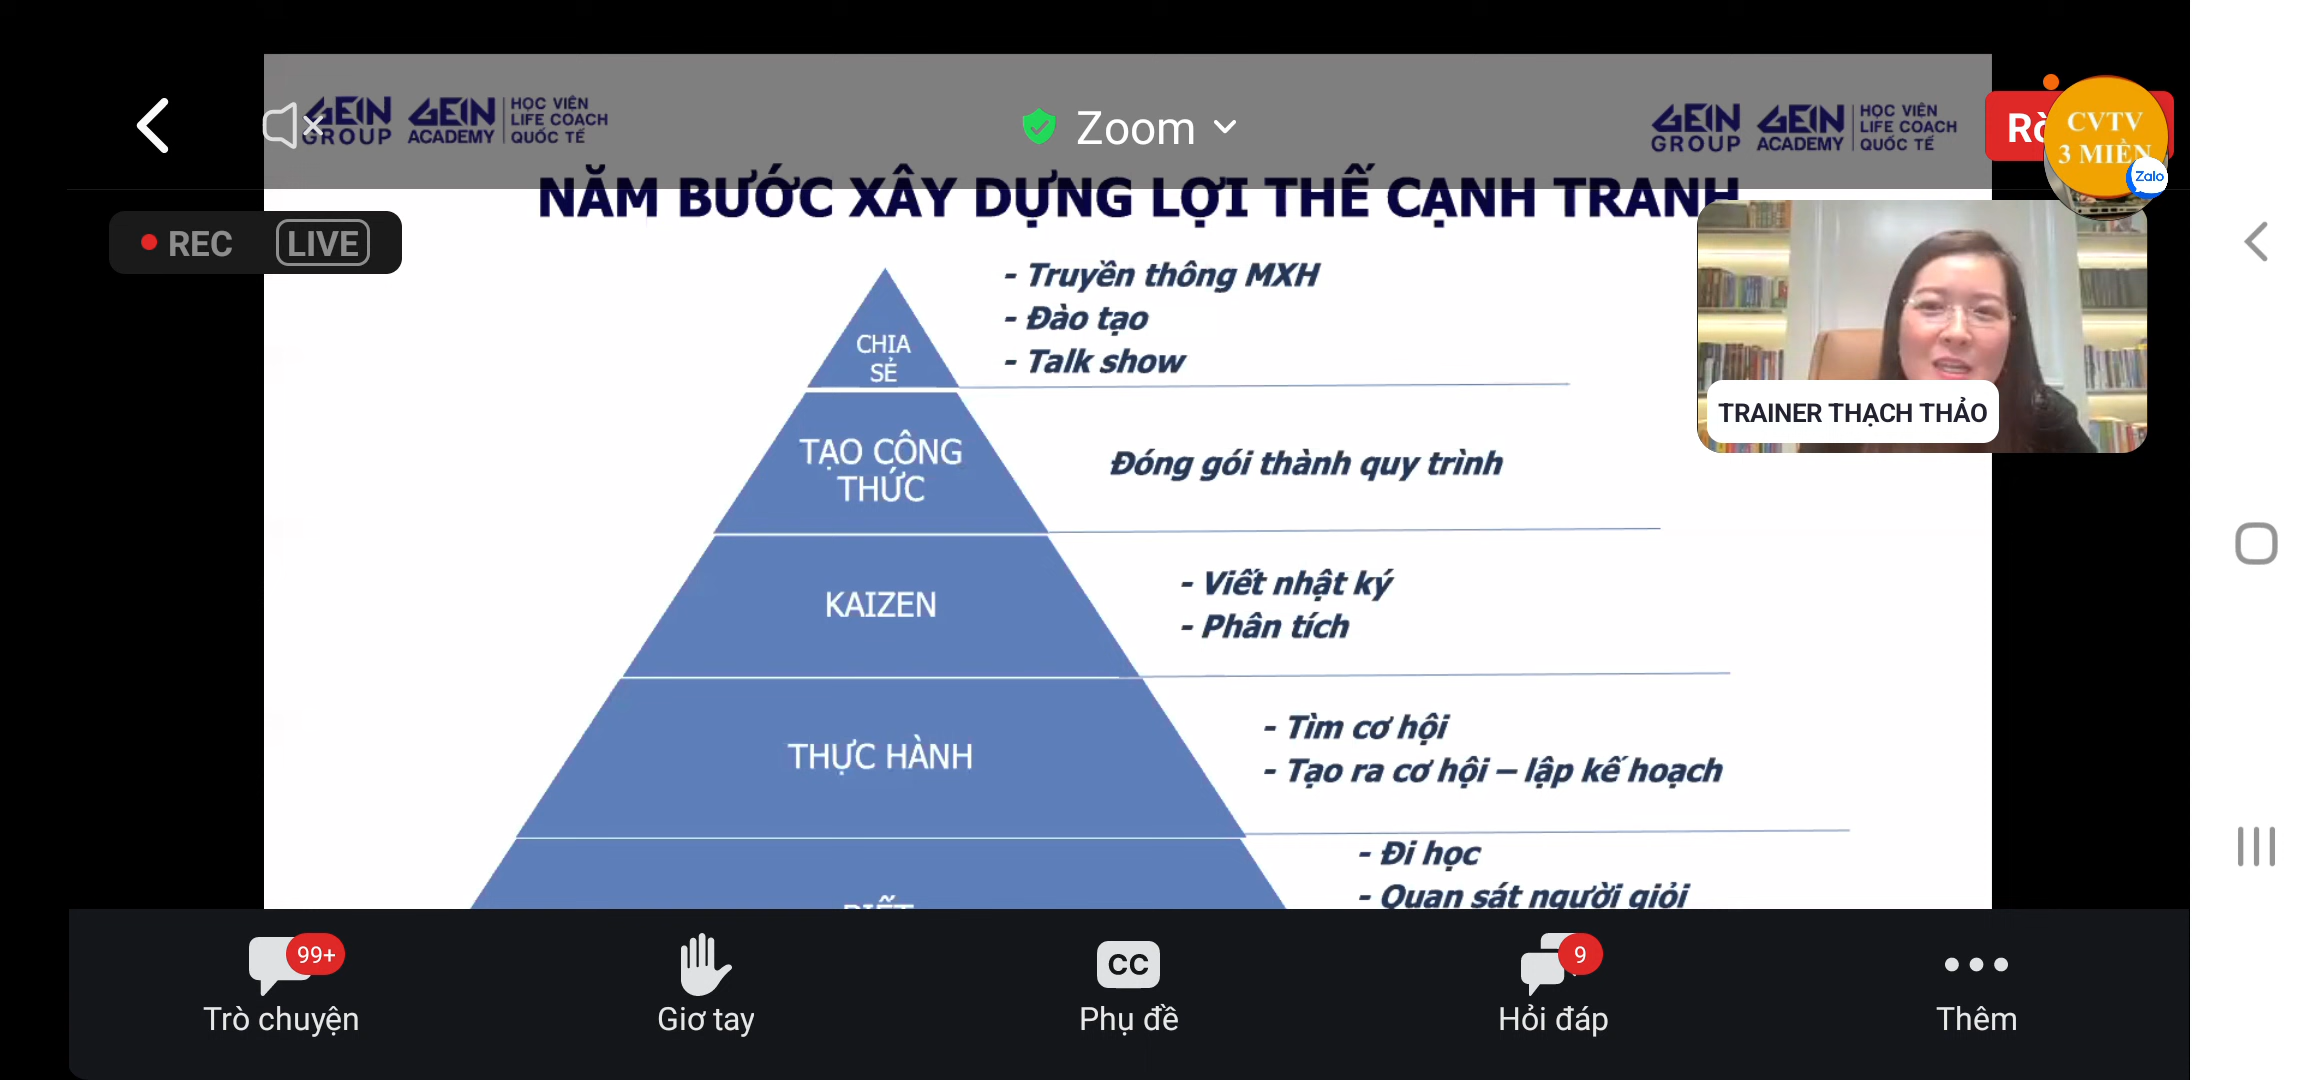 GEIN
GROUP
GEIN
ACADEMY
HỌC VIỆN
LIFE COACH
QUỐC TẾ
Zoom
GEIN
GROUP
GEIN
ACADEMY
HỌC VIỆN
LIFE COACH
QUỐC TẾ
CVTV
3 MIỀN
Zalo
NĂM BƯỚC XÂY DỰNG LỢI THẾ CẠNH TRANH
REC LIVE
- Truyền thông MXH
- Đào tạo
- Talk show
CHIA
SẺ
TRAINER THẠCH THẢO
TẠO CÔNG
THỨC
Đóng gói thành quy trình
KAIZEN
- Viết nhật ký
- Phân tích
THỰC HÀNH
- Tìm cơ hội
- Tạo ra cơ hội – lập kế hoạch
- Đi học
- Quan sát người giỏi
99+
CC
9
Trò chuyện
Giơ tay
Phụ đề
Hỏi đáp
Thêm